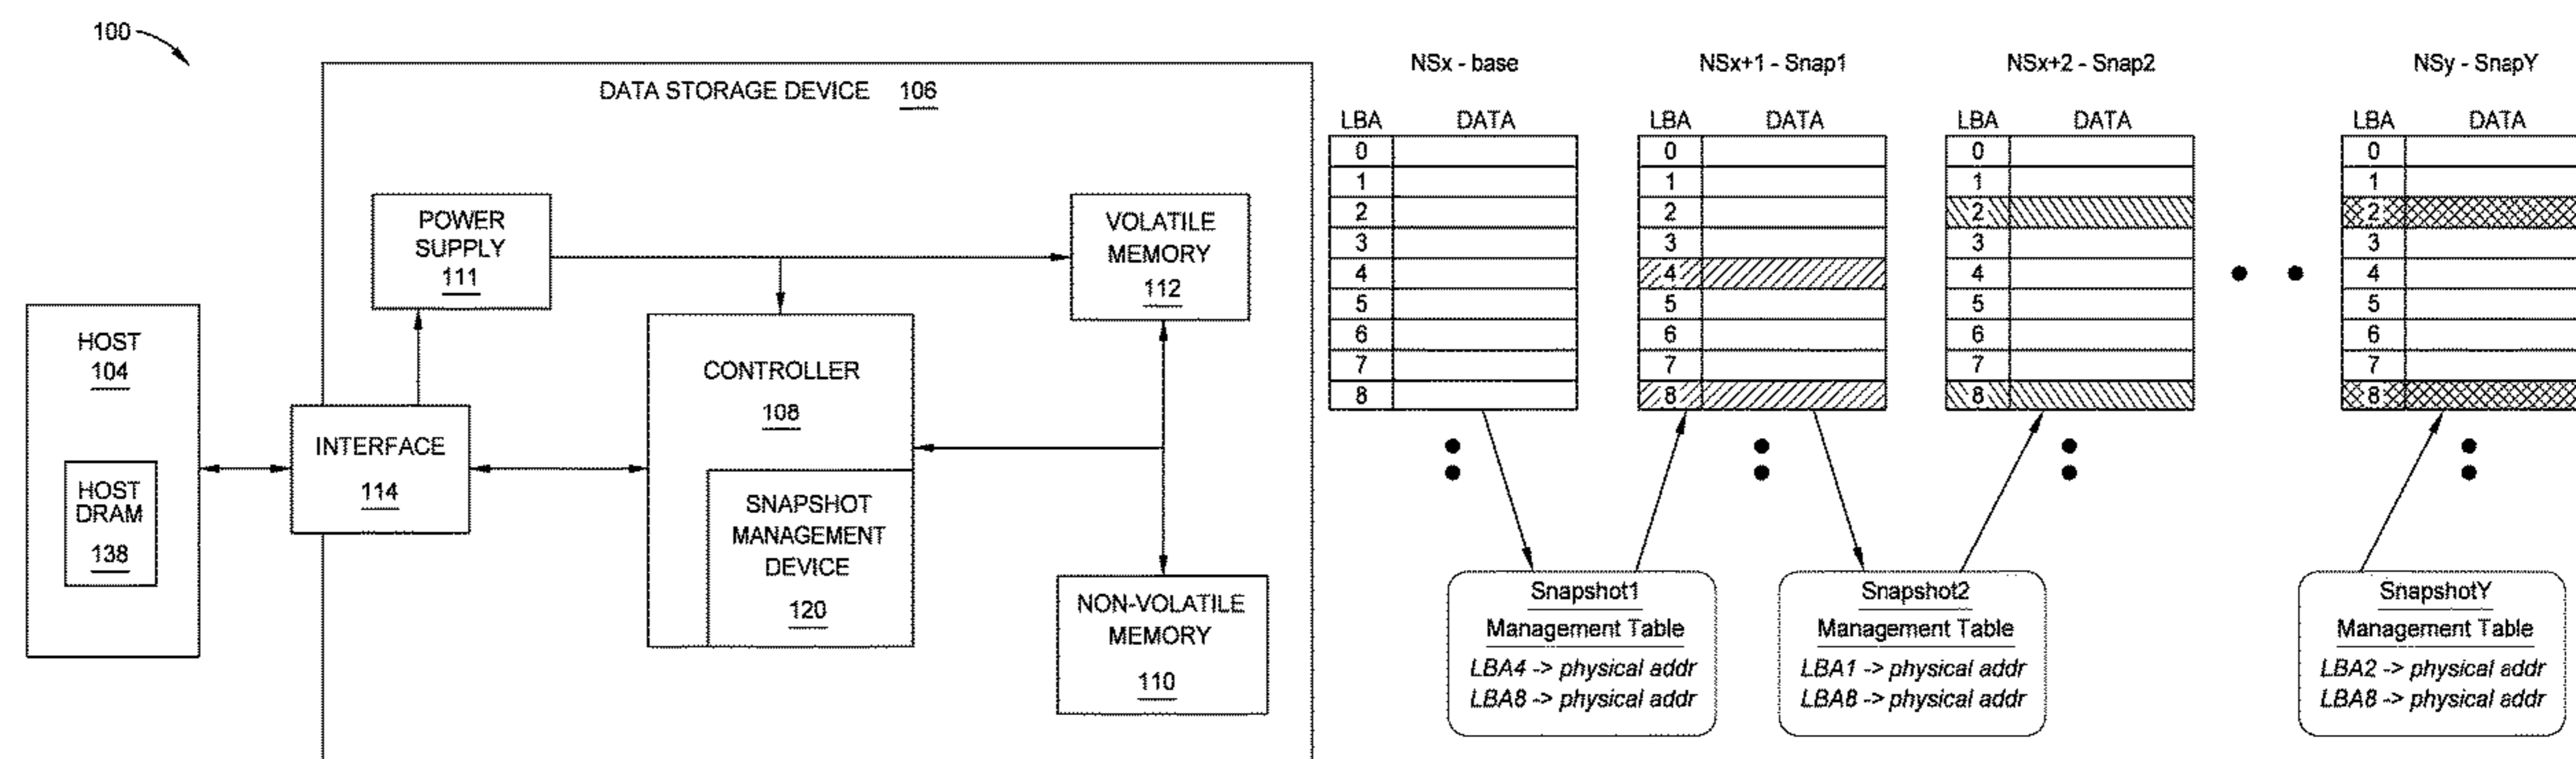 100
DATA STORAGE DEVICE 106
POWER
SUPPLY
111
VOLATILE
MEMORY
112
HOST
104
HOST
DRAM
138
INTERFACE
114
CONTROLLER
108
SNAPSHOT
MANAGEMENT
DEVICE
120
NON-VOLATILE
MEMORY
110
NSx - base
LBA DATA
0
1
2
3
4
5
6
7
8
NSx+1 - Snap1
LBA DATA
0
1
2
3
4
5
6
7
8
NSx+2 - Snap2
LBA DATA
0
1
2
3
4
5
6
7
8
NSy - SnapY
LBA DATA
0
1
2
3
4
5
6
7
8
Snapshot1
Management Table
LBA4 -> physical addr
LBA8 -> physical addr
Snapshot2
Management Table
LBA1 -> physical addr
LBA8 -> physical addr
SnapshotY
Management Table
LBA2 -> physical addr
LBA8 -> physical addr